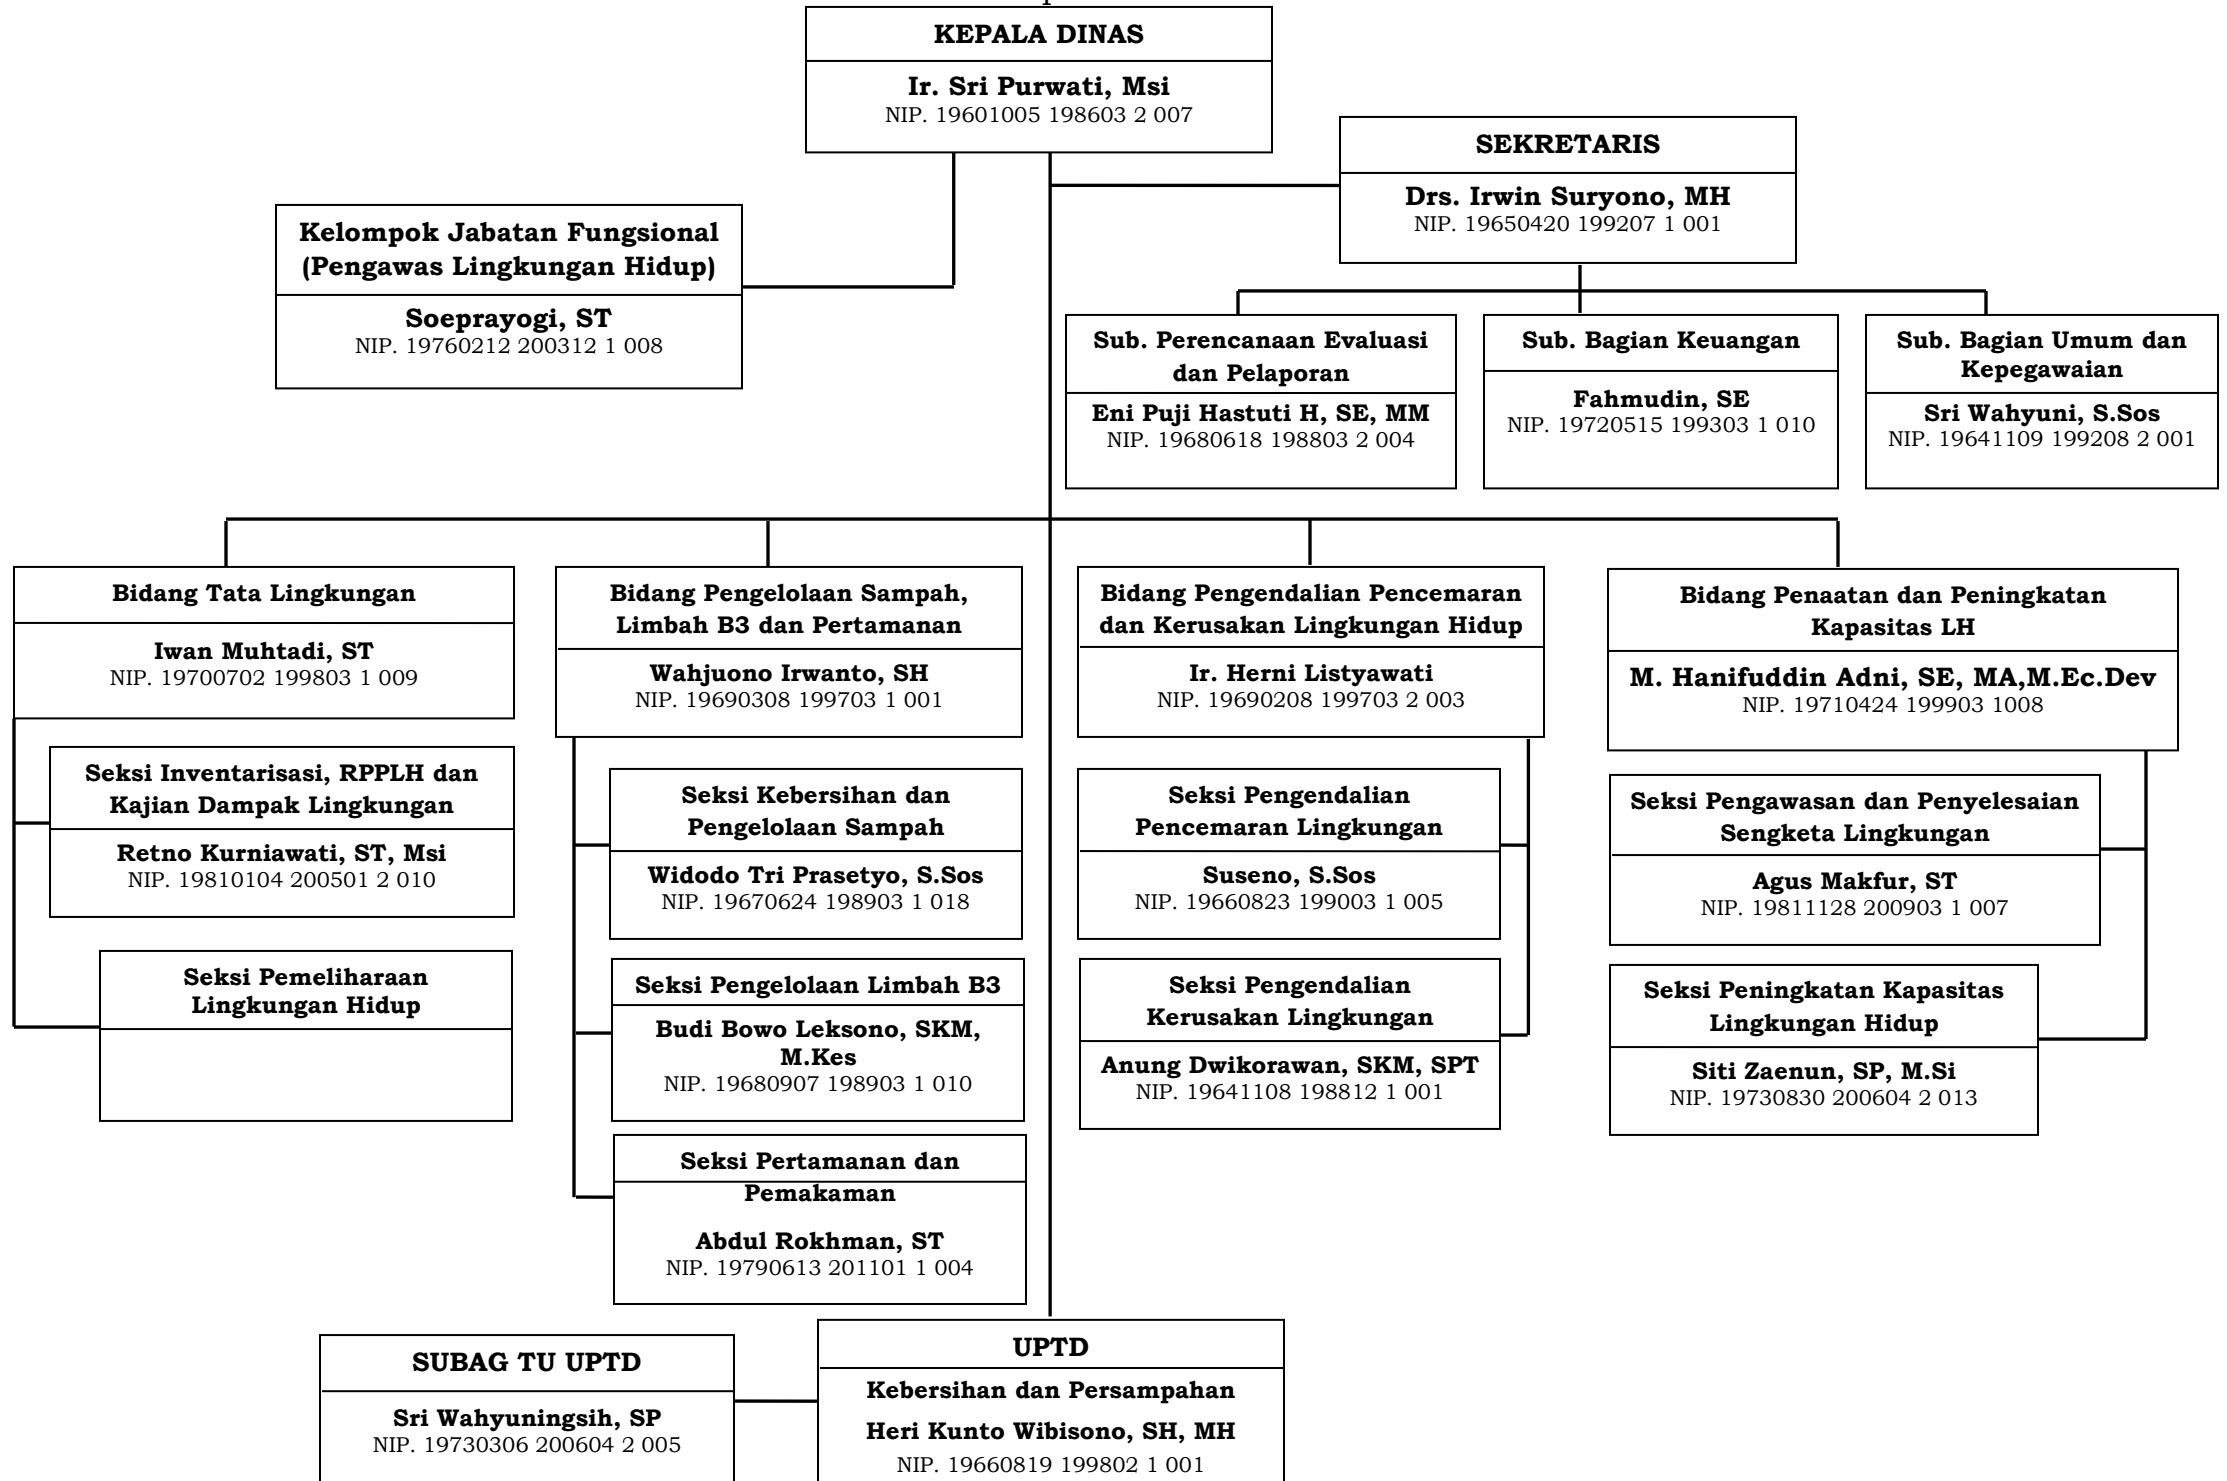 KEPALA DINAS
Ir. Sri Purwati, Msi
NIP. 19601005 198603 2 007
SEKRETARIS
Drs. Irwin Suryono, MH
NIP. 19650420 199207 1 001
Kelompok Jabatan Fungsional
(Pengawas Lingkungan Hidup)
Soeprayogi, ST
NIP. 19760212 200312 1 008
Sub. Perencanaan Evaluasi
dan Pelaporan
Eni Puji Hastuti H, SE, MM
NIP. 19680618 198803 2 004
Sub. Bagian Keuangan
Fahmudin, SE
NIP. 19720515 199303 1 010
Sub. Bagian Umum dan
Kepegawaian
Sri Wahyuni, S.Sos
NIP. 19641109 199208 2 001
Bidang Tata Lingkungan
Iwan Muhtadi, ST
NIP. 19700702 199803 1 009
Seksi Inventarisasi, RPPLH dan
Kajian Dampak Lingkungan
Retno Kurniawati, ST, Msi
NIP. 19810104 200501 2 010
Seksi Pemeliharaan
Lingkungan Hidup
Bidang Pengelolaan Sampah,
Limbah B3 dan Pertamanan
Wahjuono Irwanto, SH
NIP. 19690308 199703 1 001
Seksi Kebersihan dan
Pengelolaan Sampah
Widodo Tri Prasetyo, S.Sos
NIP. 19670624 198903 1 018
Seksi Pengelolaan Limbah B3
Budi Bowo Leksono, SKM,
M.Kes
NIP. 19680907 198903 1 010
Seksi Pertamanan dan
Pemakaman
Abdul Rokhman, ST
NIP. 19790613 201101 1 004
Bidang Pengendalian Pencemaran
dan Kerusakan Lingkungan Hidup
Ir. Herni Listyawati
NIP. 19690208 199703 2 003
Seksi Pengendalian
Pencemaran Lingkungan
Suseno, S.Sos
NIP. 19660823 199003 1 005
Seksi Pengendalian
Kerusakan Lingkungan
Anung Dwikorawan, SKM, SPT
NIP. 19641108 198812 1 001
Bidang Penaatan dan Peningkatan
Kapasitas LH
M. Hanifuddin Adni, SE, MA,M.Ec.Dev
NIP. 19710424 199903 1008
Seksi Pengawasan dan Penyelesaian
Sengketa Lingkungan
Agus Makfur, ST
NIP. 19811128 200903 1 007
Seksi Peningkatan Kapasitas
Lingkungan Hidup
Siti Zaenun, SP, M.Si
NIP. 19730830 200604 2 013
SUBAG TU UPTD
Sri Wahyuningsih, SP
NIP. 19730306 200604 2 005
UPTD
Kebersihan dan Persampahan
Heri Kunto Wibisono, SH, MH
NIP. 19660819 199802 1 001